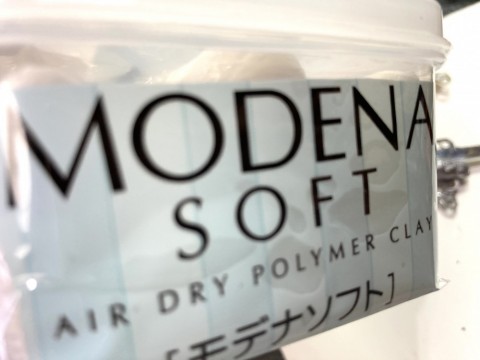 MODENA
SOFT
AIR DRY POLYMER CLAY
[モデナソフト]